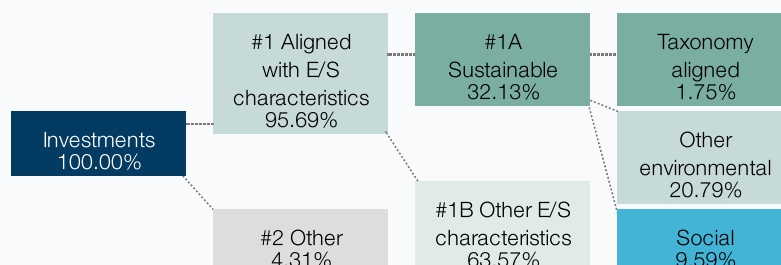 #1 Aligned
with E/S
characteristics
95.69%
#1A
Sustainable
32.13%
Taxonomy
aligned
1.75%
Investments
100.00%
Other
environmental
20.79%
#1B Other E/S
characteristics
63.57%
#2 Other
4.31%
Social
9.59%